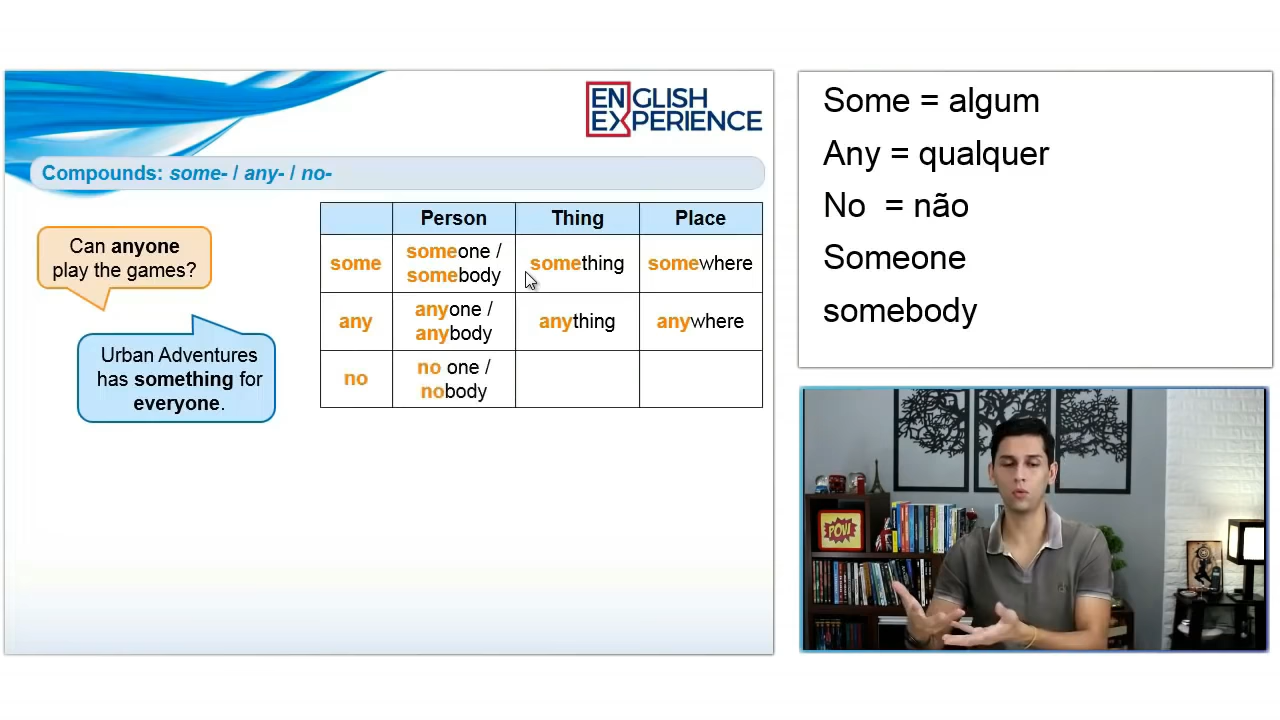 ENGLISH
EXPERIENCE
Compounds: some- / any- / no-
Can anyone
play the games?
Urban Adventures
has something for
everyone.
Person Thing Place
some someone / somebody something somewhere
any anyone / anybody anything anywhere
no no one / nobody
Some = algum
Any = qualquer
No  = não
Someone
somebody
POW!